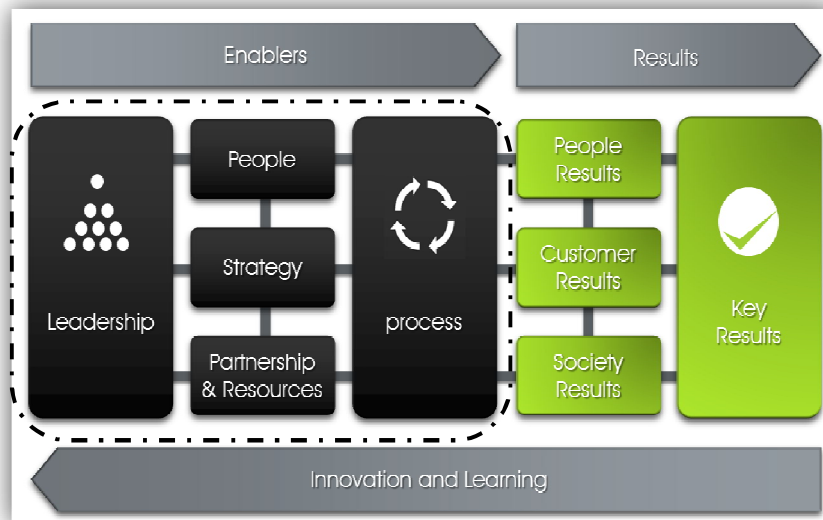 Enablers
Results
Leadership
People
Strategy
Partnership
& Resources
process
People
Results
Customer
Results
Society
Results
Key
Results
Innovation and Learning